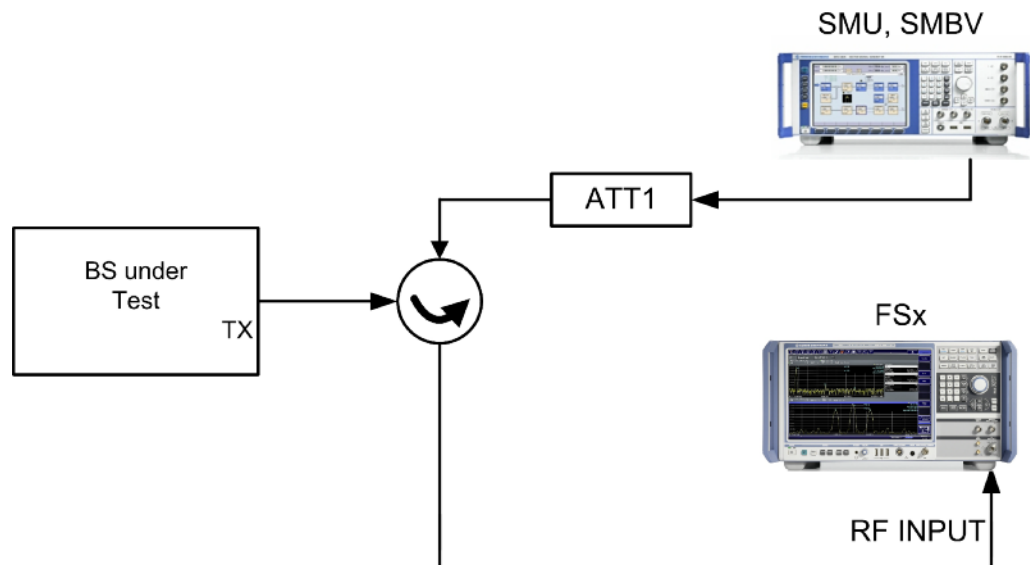 SMU, SMBV
ATT1
BS under
Test
TX
FSx
RF INPUT